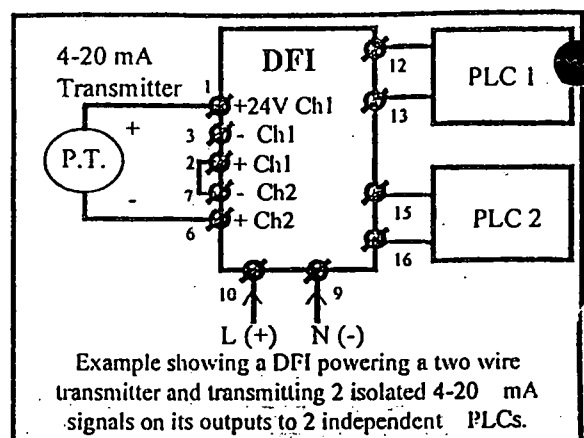 4-20 mA
Transmitter
DFI
1 +24V Ch1
3 - Ch1
2 + Ch1
7 - Ch2
6 + Ch2
+
P.T.
-
12
13
PLC 1
15
16
PLC 2
10
9
L (+) N (-)
Example showing a DFI powering a two wire
transmitter and transmitting 2 isolated 4-20 mA
signals on its outputs to 2 independent PLCs.